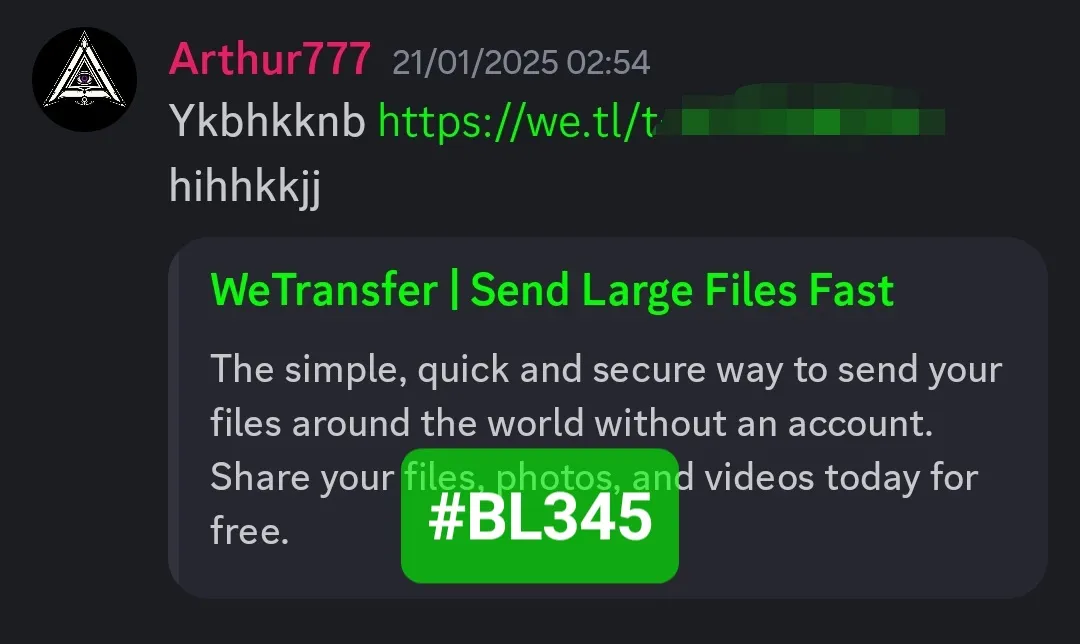 Arthur777 21/01/2025 02:54
Ykbhkknb https://we.tl/t-
hihhkkjj
WeTransfer | Send Large Files Fast
The simple, quick and secure way to send your
files around the world without an account.
Share your files, photos, and videos today for
free.
#BL345